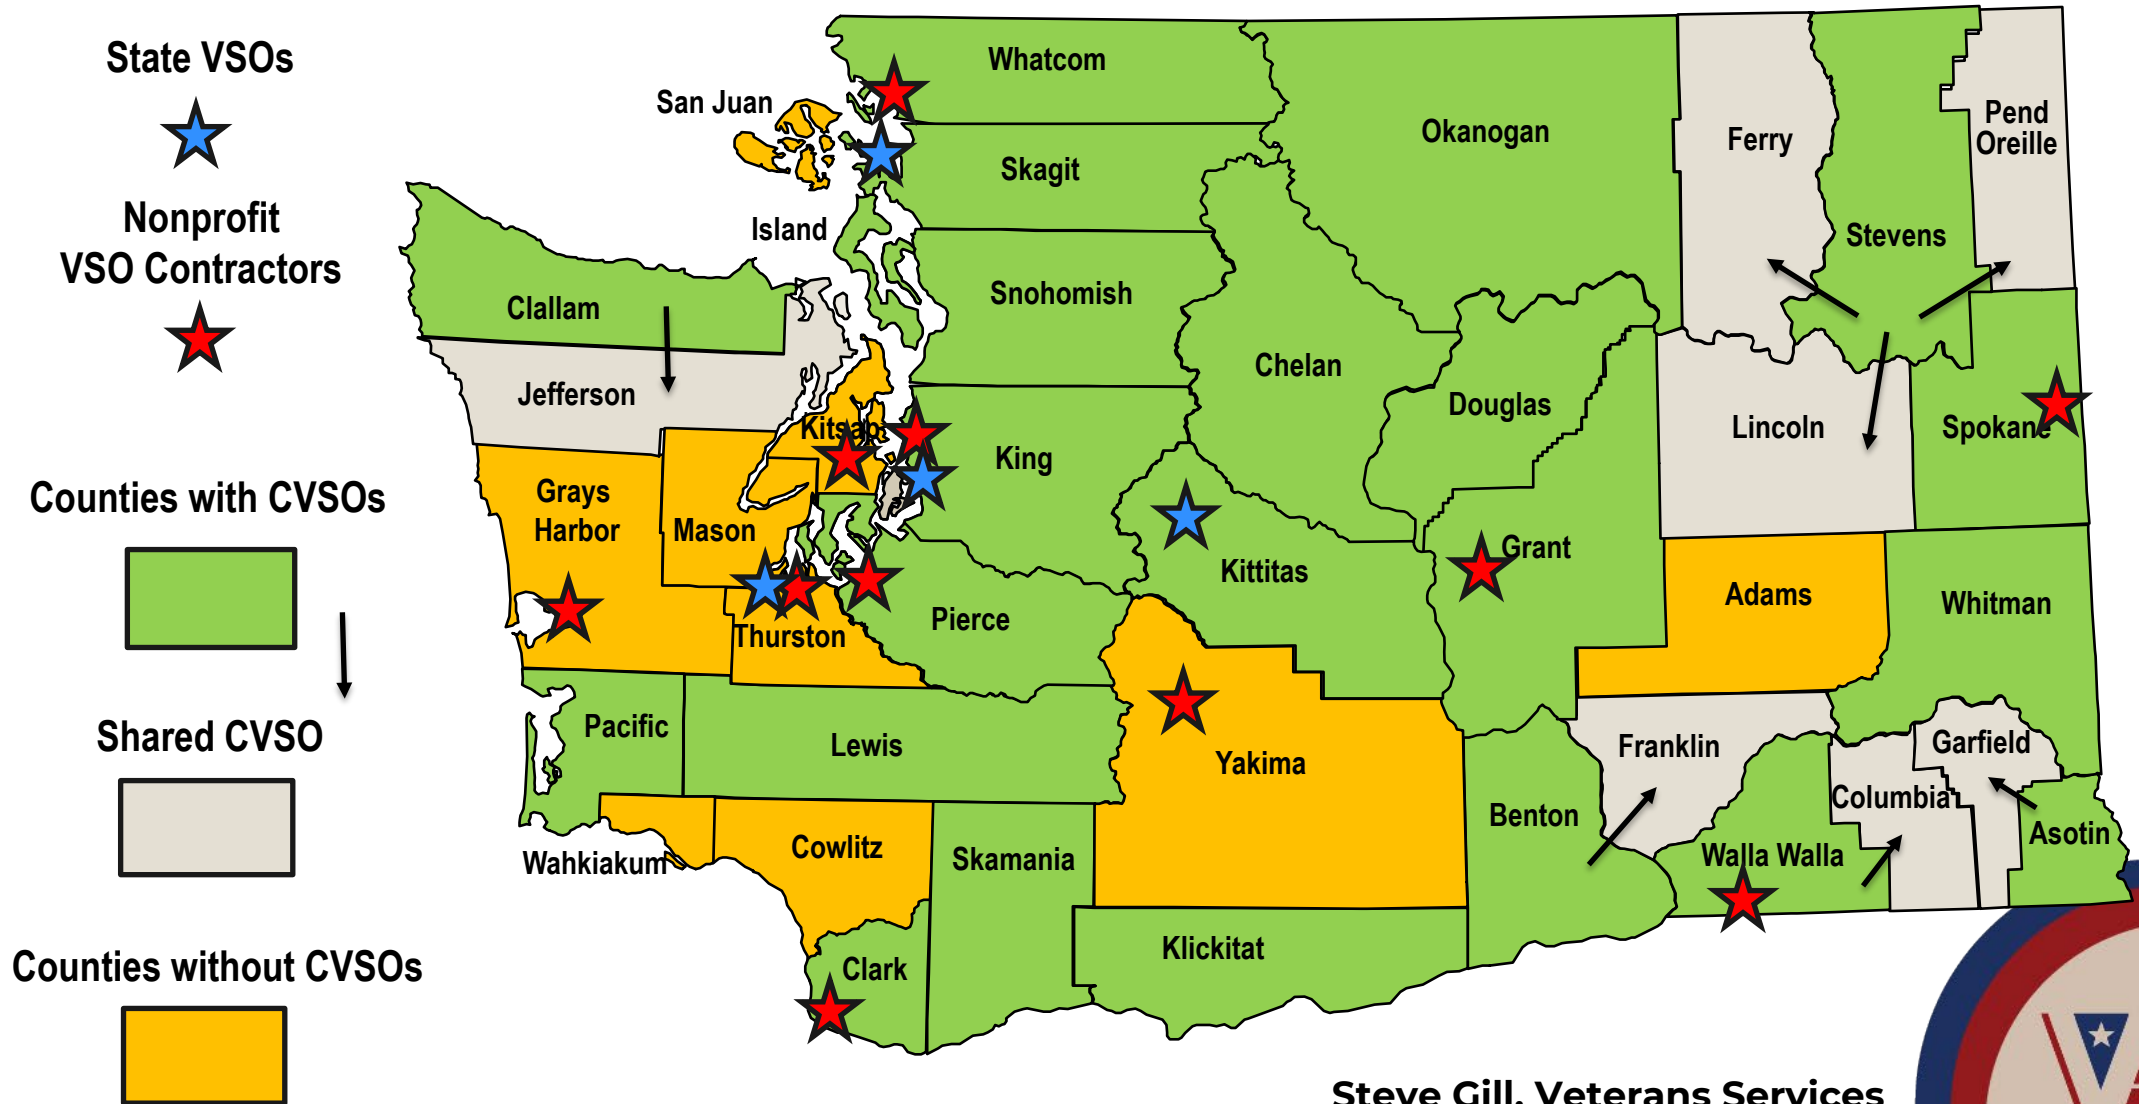 State VSOs
Nonprofit
VSO Contractors
Counties with CVSOs
Shared CVSO
Counties without CVSOs
Whatcom
San Juan
Okanogan
Ferry
Pend
Oreille
Skagit
Island
Stevens
Clallam
Snohomish
Chelan
Jefferson
Douglas
Kitsap
Lincoln
Spokane
King
Grays
Harbor
Mason
Grant
Kittitas
Adams
Whitman
Pierce
Thurston
Pacific
Lewis
Yakima
Franklin
Garfield
Columbia
Benton
Asotin
Wahkiakum
Cowlitz
Skamania
Walla Walla
Clark
Klickitat
Steve Gill, Veterans Services
V